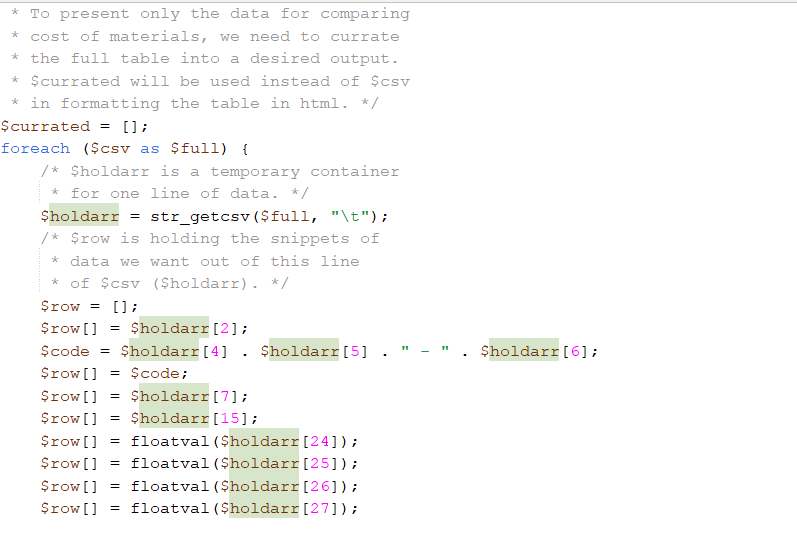 * To present only the data for comparing
* cost of materials, we need to currate
* the full table into a desired output.
* $currated will be used instead of $csv
* in formatting the table in html. */
$currated = [];
foreach ($csv as $full) {
/* $holdarr is a temporary container
* for one line of data. */
$holdarr = str_getcsv($full, "\t");
/* $row is holding the snippets of
* data we want out of this line
* of $csv ($holdarr). */
$row = [];
$row[] = $holdarr[2];
$code = $holdarr[4] . $holdarr[5] . " - " . $holdarr[6];
$row[] = $code;
$row[] = $holdarr[7];
$row[] = $holdarr[15];
$row[] = floatval($holdarr[24]);
$row[] = floatval($holdarr[25]);
$row[] = floatval($holdarr[26]);
$row[] = floatval($holdarr[27]);